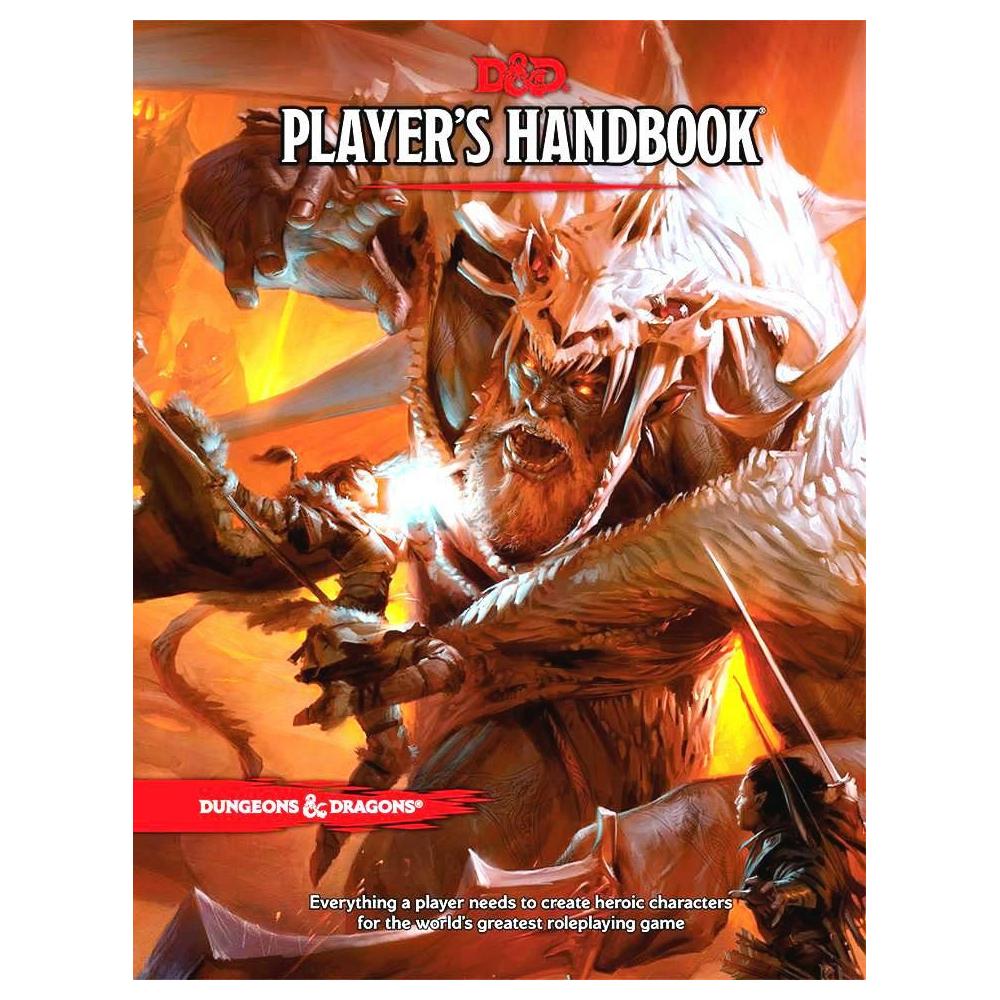 D&D
PLAYER'S HANDBOOK®
DUNGEONS & DRAGONS®
Everything a player needs to create heroic characters
for the world's greatest roleplaying game